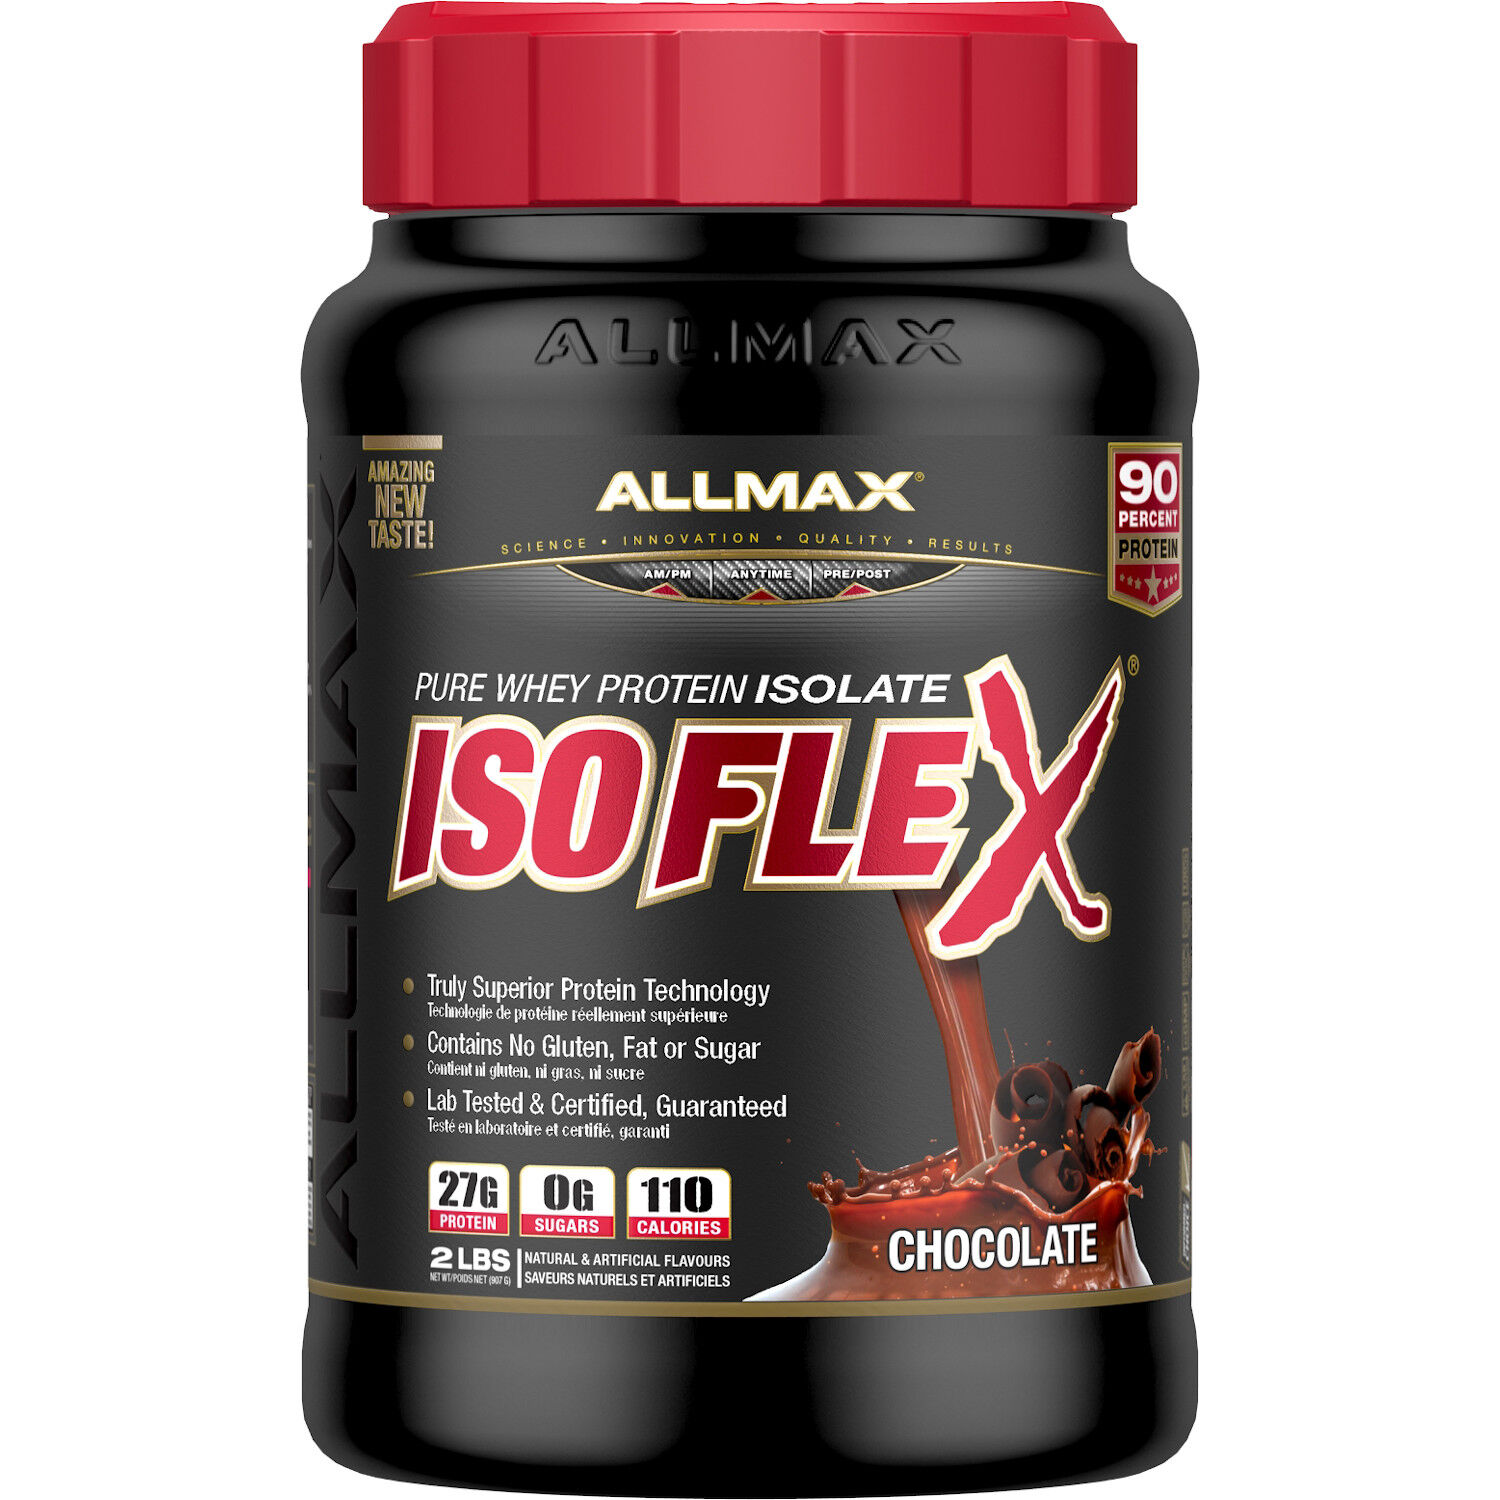 ALLMAX
ALLMAX
AMAZING
NEW
TASTE!
ALLMAX®
SCIENCE • INNOVATION • QUALITY • RESULTS
AM/PM | ANYTIME | PRE/POST
90
PERCENT
PROTEIN
PURE WHEY PROTEIN ISOLATE
ISOFLEX®
• Truly Superior Protein Technology
Technologie de protéine réellement supérieure
• Contains No Gluten, Fat or Sugar
Contient ni gluten, ni gras, ni sucre
• Lab Tested & Certified, Guaranteed
Testé en laboratoire et certifié, garanti
27G
PROTEIN
0G
SUGARS
110
CALORIES
2 LBS
NET WT/POIDS NET (907 G)
NATURAL & ARTIFICIAL FLAVOURS
SAVEURS NATURELS ET ARTIFICIELS
CHOCOLATE